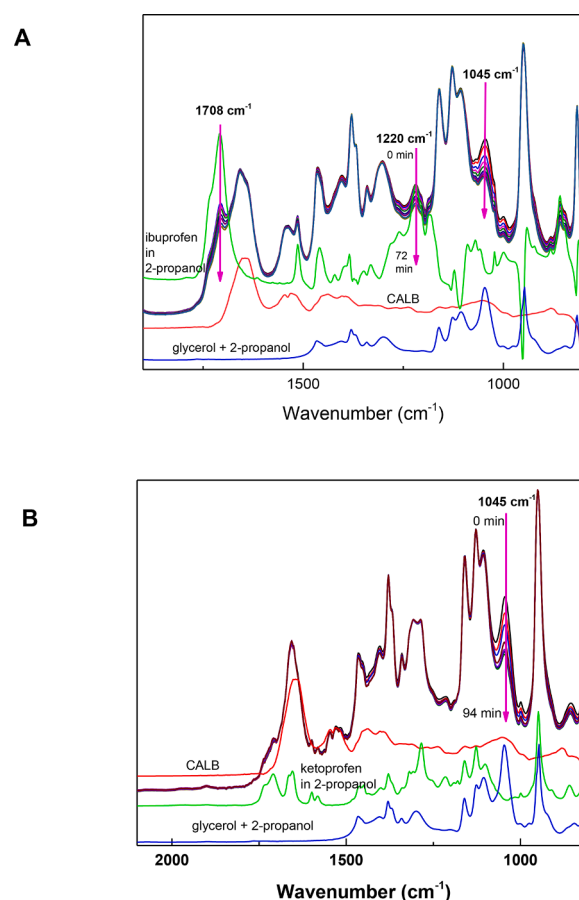 A
1708 cm-1
1220 cm-1
1045 cm-1
0 min
ibuprofen
in
2-propanol
72
min
CALB
glycerol + 2-propanol
1500
1000
Wavenumber (cm-1)
B
1045 cm-1
0 min
94 min
CALB
ketoprofen
in 2-propanol
glycerol + 2-propanol
2000
1500
1000
Wavenumber (cm-1)